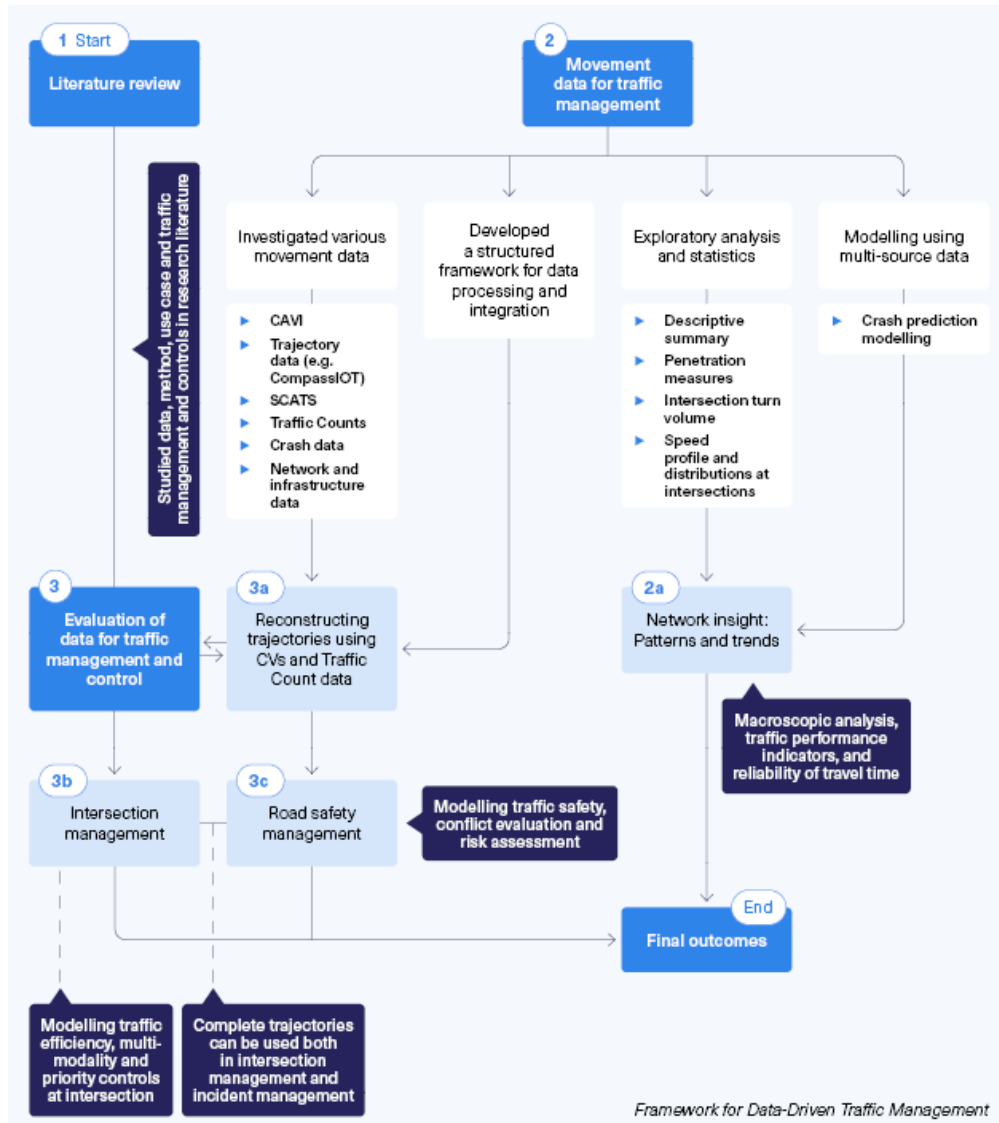 1 Start
Literature review
2
Movement
data for traffic
management
Studied data, method, use case and traffic
management and controls in research literature
Investigated various
movement data
CAVI
Trajectory
data (e.g.
CompassIOT)
SCATS
Traffic Counts
Crash data
Network and
infrastructure
data
Developed
a structured
framework for data
processing and
integration
Exploratory analysis
and statistics
Descriptive
summary
Penetration
measures
Intersection turn
volume
Speed
profile and
distributions at
intersections
Modelling using
multi-source data
Crash prediction
modelling
3
Evaluation of
data for traffic
management and
control
3a
Reconstructing
trajectories using
CVs and Traffic
Count data
2a
Network insight:
Patterns and trends
Macroscopic analysis,
traffic performance
indicators, and
reliability of travel time
3b
Intersection
management
3c
Road safety
management
Modelling traffic safety,
conflict evaluation and
risk assessment
End
Final outcomes
Modelling traffic
efficiency, multi-
modality and
priority controls
at intersection
Complete trajectories
can be used both
in intersection
management and
incident management
Framework for Data-Driven Traffic Management